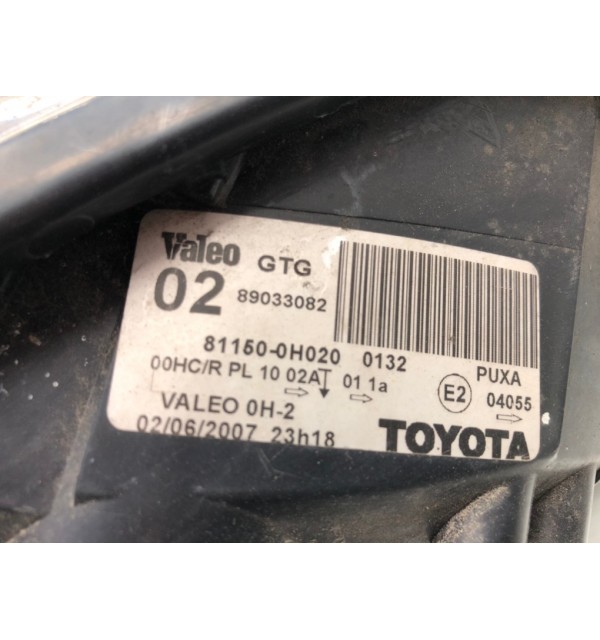 Valeo GTG
02 89033082
81150-0H020 0132
00HC/R PL 10 02A 01 1a
PUXA
E2 04055
VALEO 0H-2
02/06/2007 23h18
TOYOTA